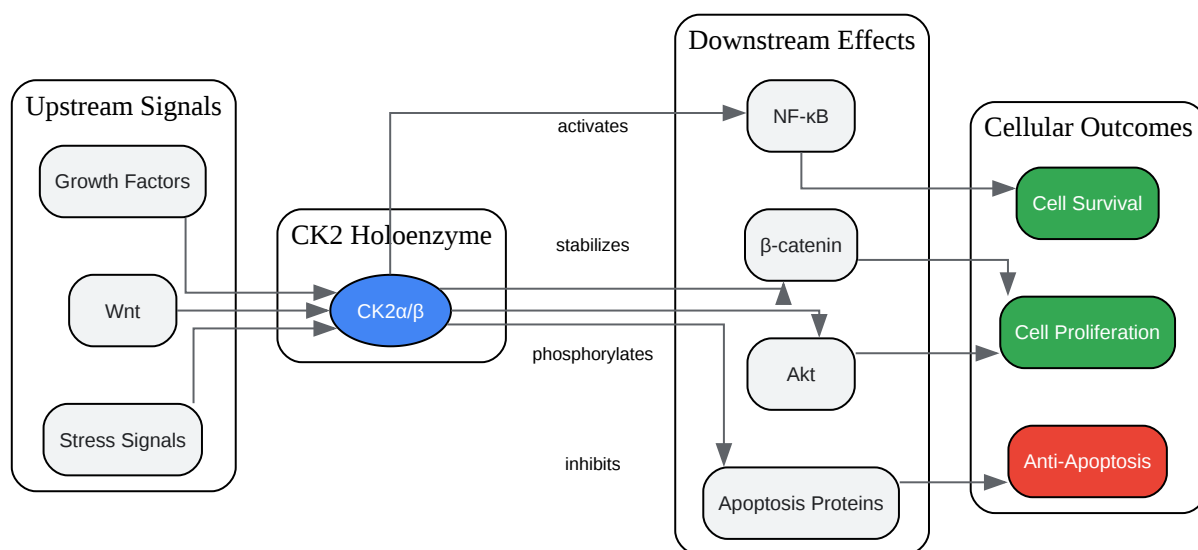 Upstream Signals
Growth Factors
Wnt
Stress Signals
CK2 Holoenzyme
CK2α/β
activates
stabilizes
phosphorylates
inhibits
Downstream Effects
NF-κB
β-catenin
Akt
Apoptosis Proteins
Cellular Outcomes
Cell Survival
Cell Proliferation
Anti-Apoptosis